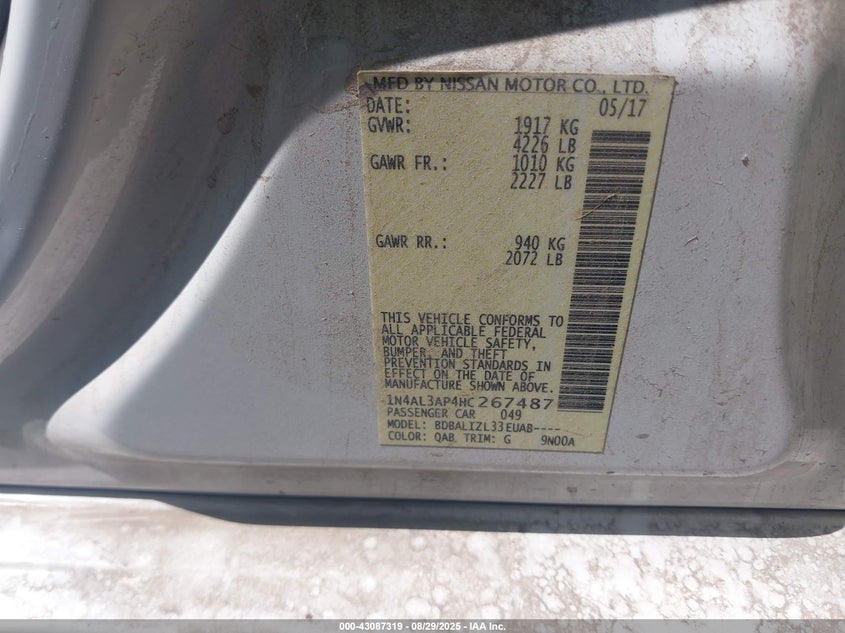 MFD BY NISSAN MOTOR CO., LTD.
DATE: 05/17
GVWR: 1917 KG
4226 LB
GAWR FR.: 1010 KG
2227 LB
GAWR RR.: 940 KG
2072 LB
THIS VEHICLE CONFORMS TO
ALL APPLICABLE FEDERAL
MOTOR VEHICLE SAFETY,
BUMPER, AND THEFT
PREVENTION STANDARDS IN
EFFECT ON THE DATE OF
MANUFACTURE SHOWN ABOVE.
1N4AL3AP4HC267487
PASSENGER CAR 049
MODEL: BDBALIZL33EUAB----
COLOR: QAB TRIM: G 9N00A
000-43087319 - 08/29/2025 - IAA Inc.